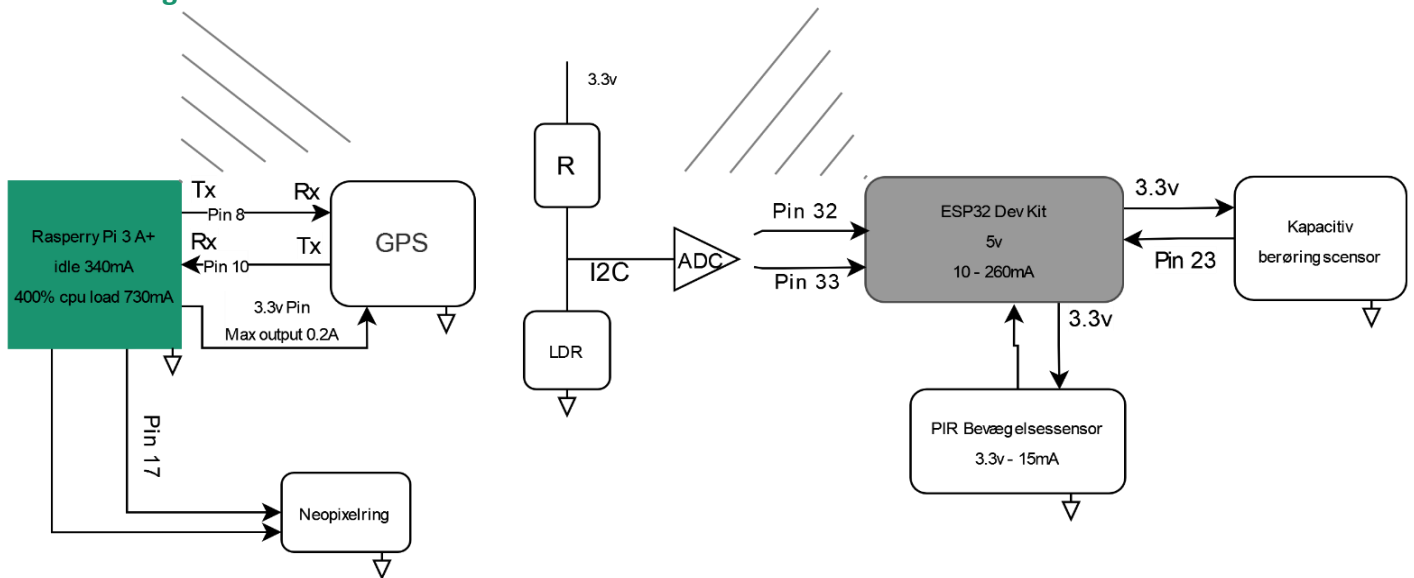 3.3v
R
I2C
ADC
LDR
Rasperry Pi 3 A+
idle 340mA
400% cpu load 730mA
Tx
Rx
Pin 8
Rx
Tx
Pin 10
GPS
3.3v Pin
Max output 0.2A
Pin 17
Neopixelring
Pin 32
Pin 33
ESP32 Dev Kit
5v
10 - 260mA
3.3v
Pin 23
Kapacitiv
berøringscensor
3.3v
PIR Bevægelsessensor
3.3v - 15mA